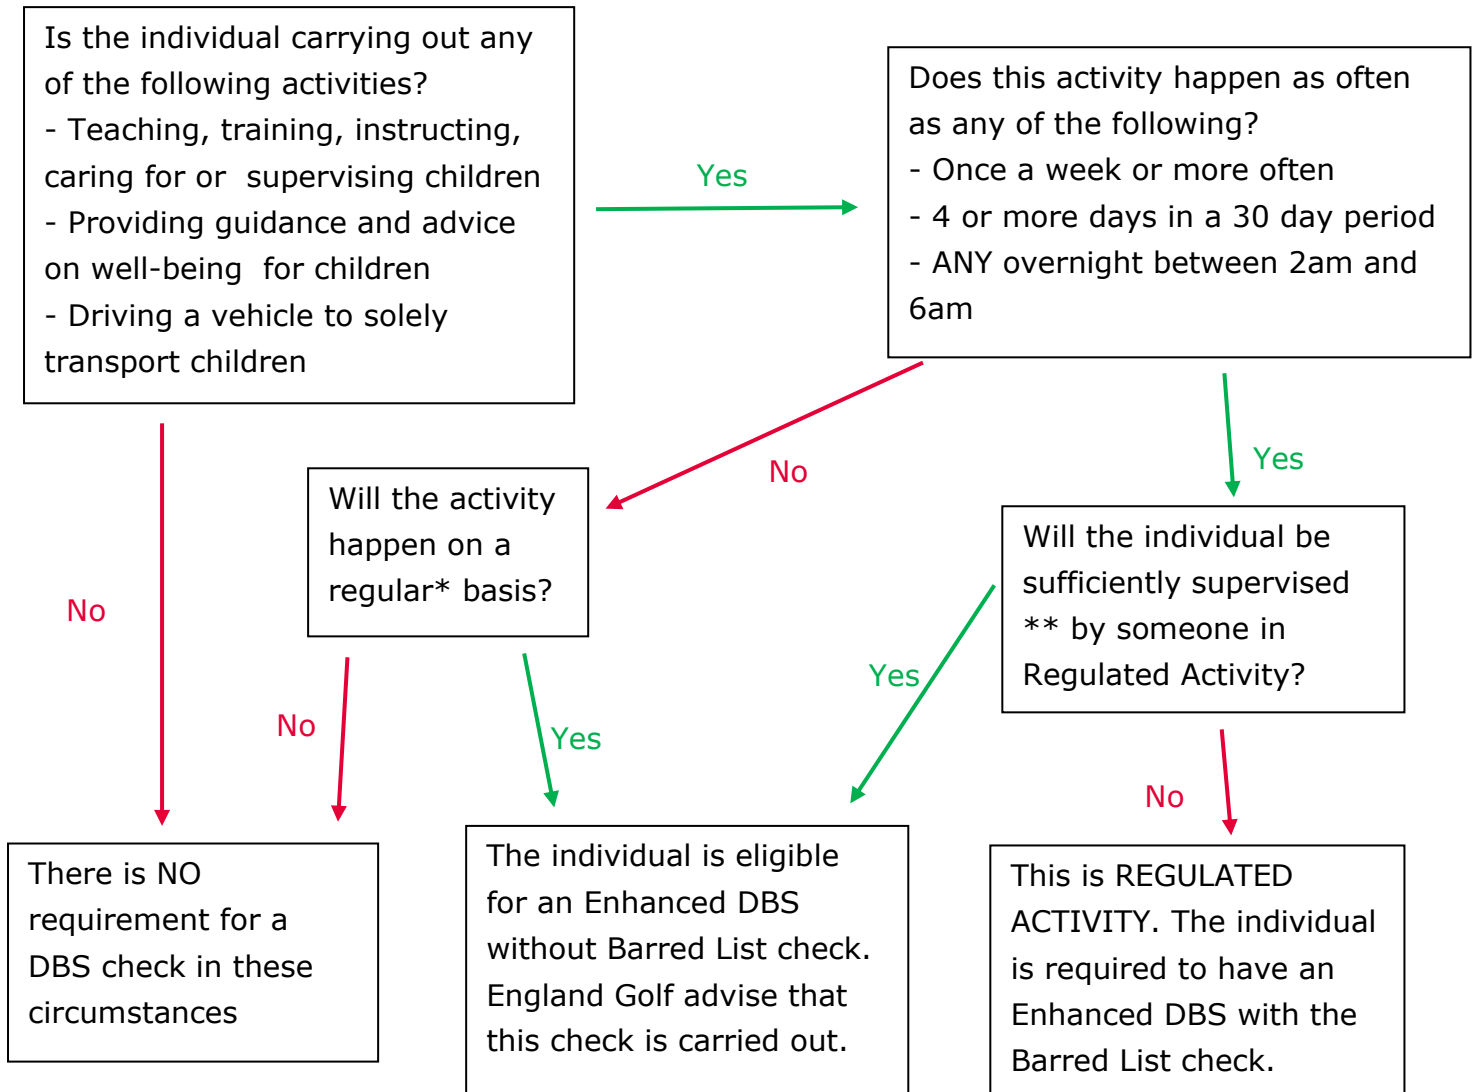 Is the individual carrying out any
of the following activities?
- Teaching, training, instructing,
caring for or  supervising children
- Providing guidance and advice
on well-being  for children
- Driving a vehicle to solely
transport children
Yes
Does this activity happen as often
as any of the following?
- Once a week or more often
- 4 or more days in a 30 day period
- ANY overnight between 2am and
6am
No
Yes
Will the activity
happen on a
regular* basis?
Will the individual be
sufficiently supervised
** by someone in
Regulated Activity?
No
No
Yes
Yes
No
There is NO
requirement for a
DBS check in these
circumstances
The individual is eligible
for an Enhanced DBS
without Barred List check.
England Golf advise that
this check is carried out.
This is REGULATED
ACTIVITY. The individual
is required to have an
Enhanced DBS with the
Barred List check.